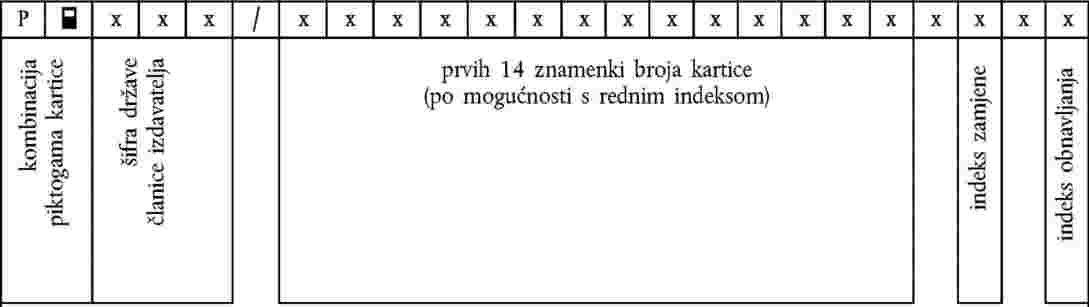 P x x x / x x x x x x x x x x x x x x x x x x
kombinacija
piktogama kartice
šifra države
članice izdavatelja
prvih 14 znamenki broja kartice
(po mogućnosti s rednim indeksom)
indeks zamjene
indeks obnavljanja